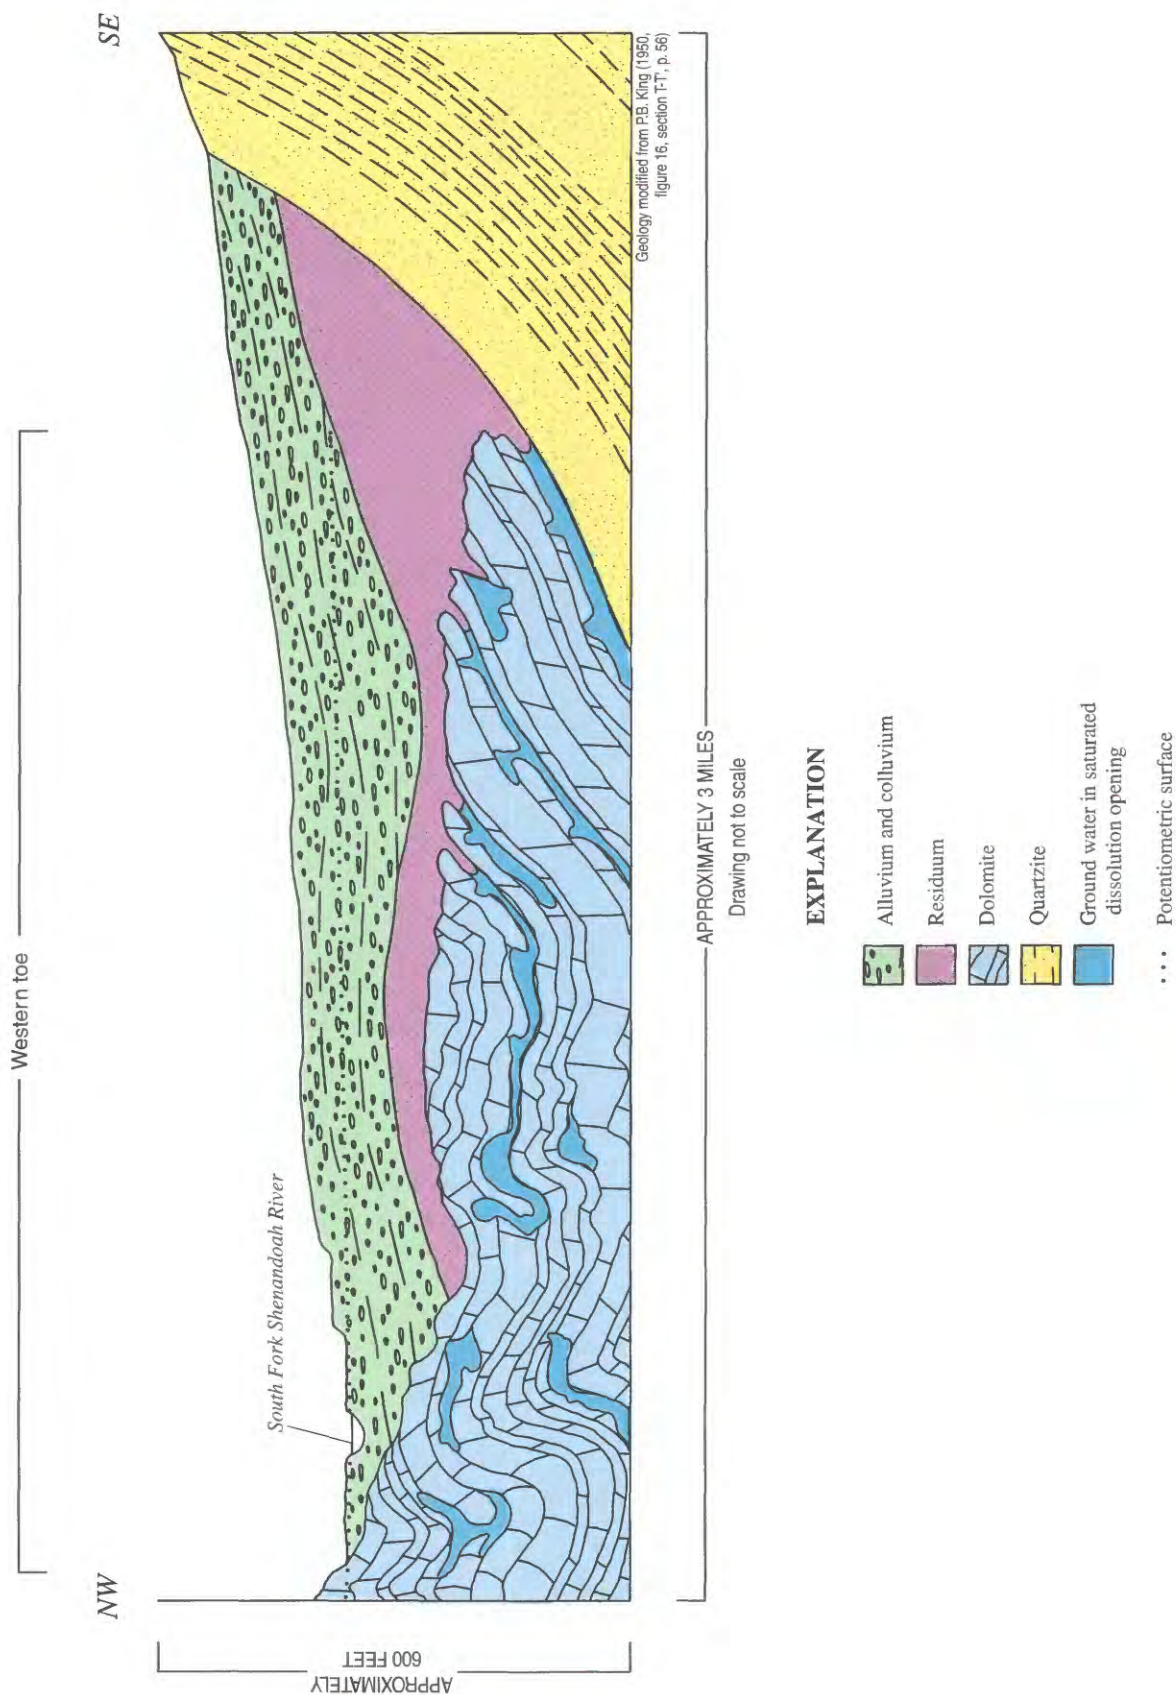 Western toe
NW
SE
South Fork Shenandoah River
APPROXIMATELY
600 FEET
Geology modified from P.B. King (1950,
figure 16, section T-T', p. 56)
APPROXIMATELY 3 MILES
Drawing not to scale
EXPLANATION
Alluvium and colluvium
Residuum
Dolomite
Quartzite
Ground water in saturated
dissolution opening
Potentiometric surface